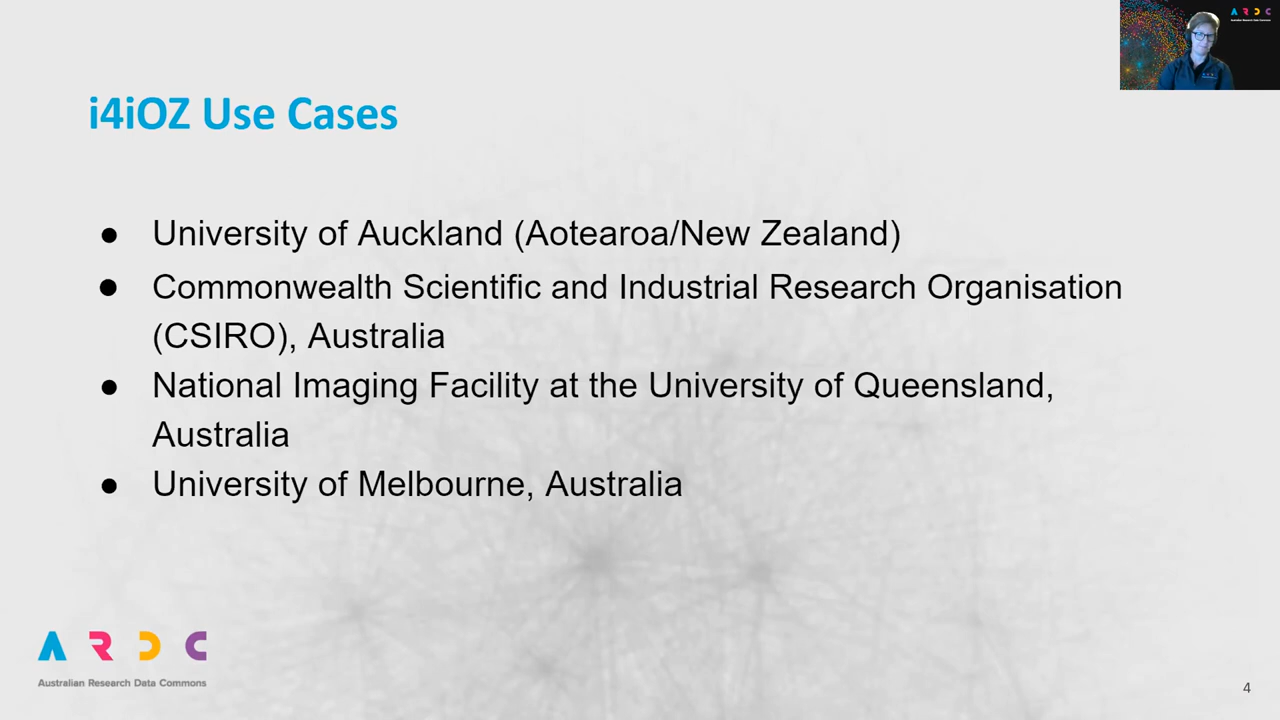 A R D C
i4iOZ Use Cases
● University of Auckland (Aotearoa/New Zealand)
● Commonwealth Scientific and Industrial Research Organisation
(CSIRO), Australia
● National Imaging Facility at the University of Queensland,
Australia
● University of Melbourne, Australia
A R D C
Australian Research Data Commons
4